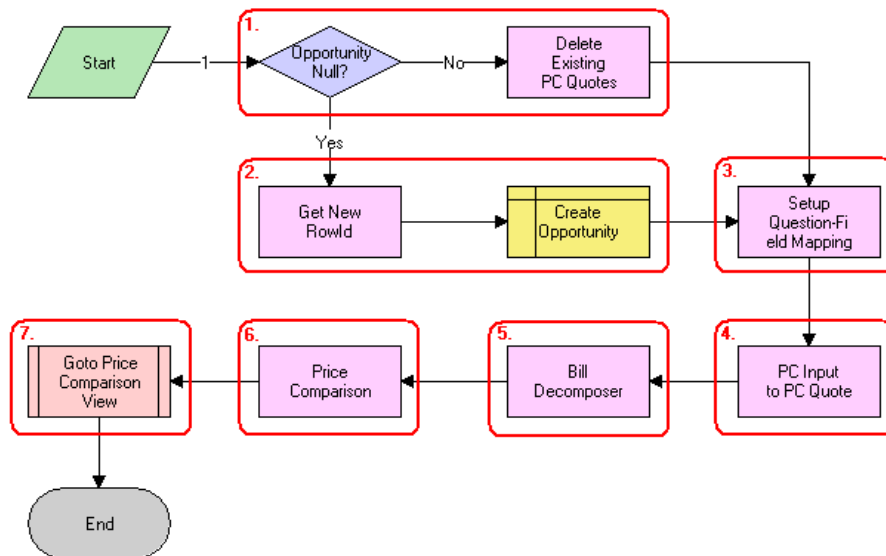 1.
Start
1
Opportunity
Null?
No
Delete
Existing
PC Quotes
Yes
2.
Get New
RowId
Create
Opportunity
3.
Setup
Question-Fi
eld Mapping
7.
Goto Price
Comparison
View
6.
Price
Comparison
5.
Bill
Decomposer
4.
PC Input
to PC Quote
End